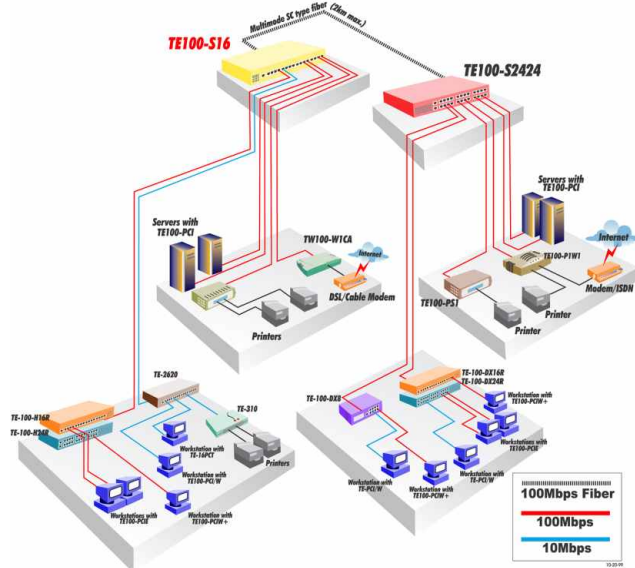 Multimode SC type fiber (2km max.)
TE100-S16
TE100-S2424
Servers with
TE100-PCI
TW100-W1CA
Internet
DSL/Cable Modem
Printers
Servers with
TE100-PCI
Internet
TE100-P1W1
TE100-PS1
Modem/ISDN
Printer
Printer
TE-2620
TE-100-H16R
TE-100-H24R
TE-310
Workstation with
TE-16PCT
Workstation with
TE100-PCI/W
Printers
Workstations with
TE100-PCIE
Workstation with
TE100-PCIW+
TE-100-DX16R
TE-100-DX24R
TE-100-DX8
Workstation with
TE100-PCIW+
Workstations with
TE100-PCIE
Workstation with
TE-PCI/W
Workstation with
TE100-PCIW+
Workstation with
TE-PCI/W
100Mbps Fiber
100Mbps
10Mbps